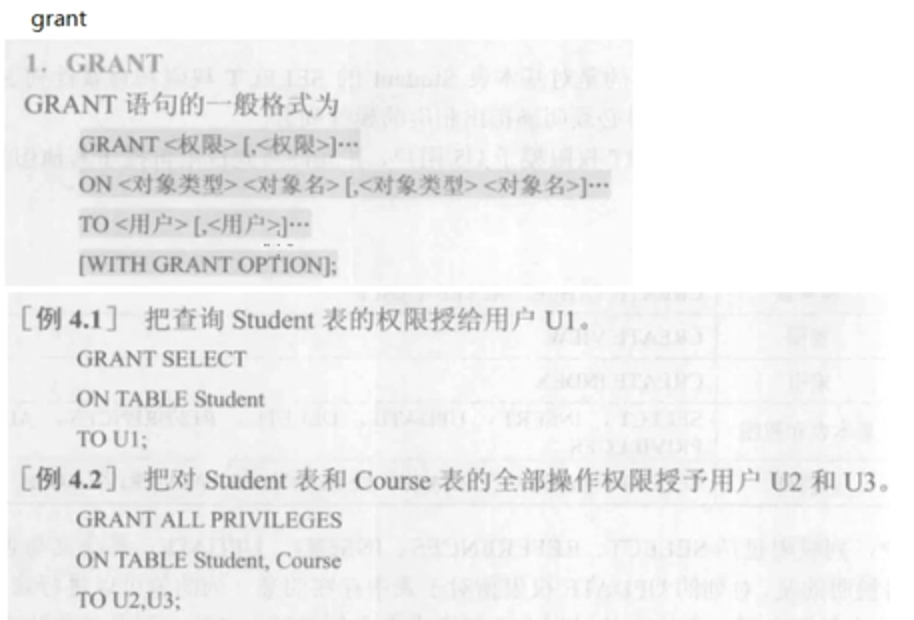 grant
1. GRANT
GRANT 语句的一般格式为
GRANT <权限> [,<权限>]…
ON <对象类型> <对象名> [,<对象类型> <对象名>]…
TO <用户> [,<用户>]…
[WITH GRANT OPTION];
[例 4.1] 把查询 Student 表的权限授给用户 U1。
GRANT SELECT
ON TABLE Student
TO U1;
[例 4.2] 把对 Student 表和 Course 表的全部操作权限授予用户 U2 和 U3。
GRANT ALL PRIVILEGES
ON TABLE Student, Course
TO U2,U3;